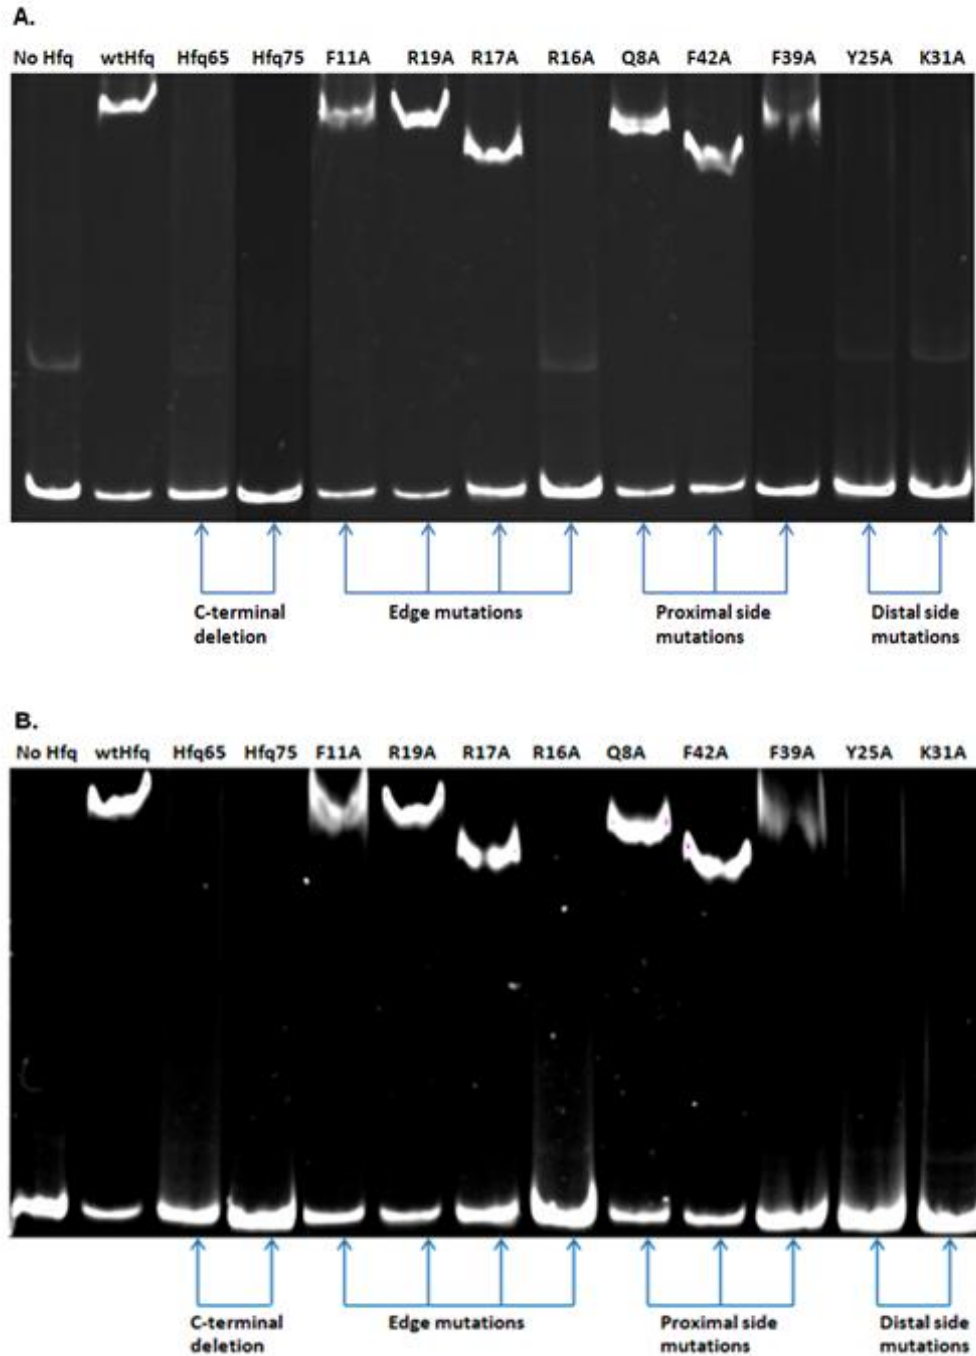 A.
No Hfq wtHfq Hfq65 Hfq75 F11A R19A R17A R16A Q8A F42A F39A Y25A K31A
C-terminal deletion
Edge mutations
Proximal side mutations
Distal side mutations
B.
No Hfq wtHfq Hfq65 Hfq75 F11A R19A R17A R16A Q8A F42A F39A Y25A K31A
C-terminal deletion
Edge mutations
Proximal side mutations
Distal side mutations